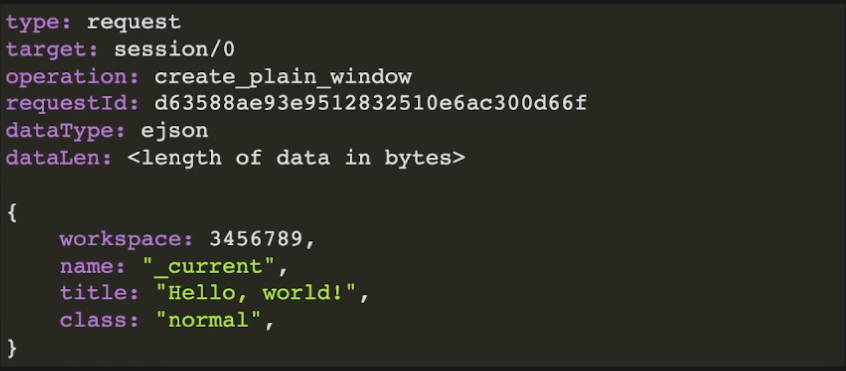 type: request
target: session/0
operation: create_plain_window
requestId: d63588ae93e9512832510e6ac300d66f
dataType: ejson
dataLen: <length of data in bytes>

{
    workspace: 3456789,
    name: "_current",
    title: "Hello, world!",
    class: "normal",
}